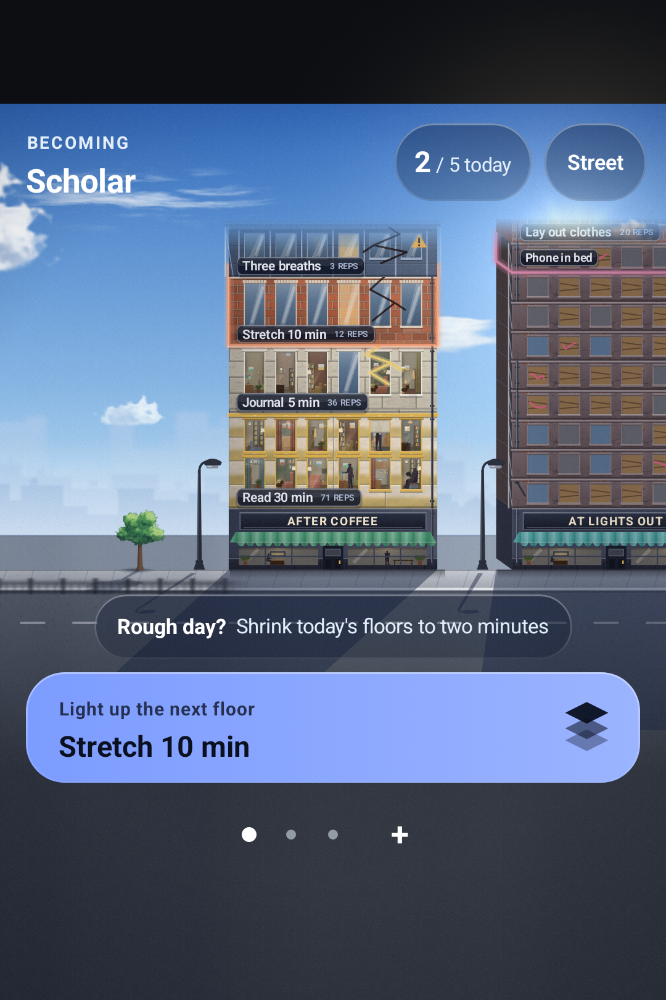 BECOMING
Scholar
2 / 5 today
Street
Three breaths 3 REPS
Stretch 10 min 12 REPS
Journal 5 min 36 REPS
Read 30 min 71 REPS
AFTER COFFEE
Lay out clothes 20 REPS
Phone in bed
AT LIGHTS OUT
Rough day? Shrink today's floors to two minutes
Light up the next floor
Stretch 10 min
+